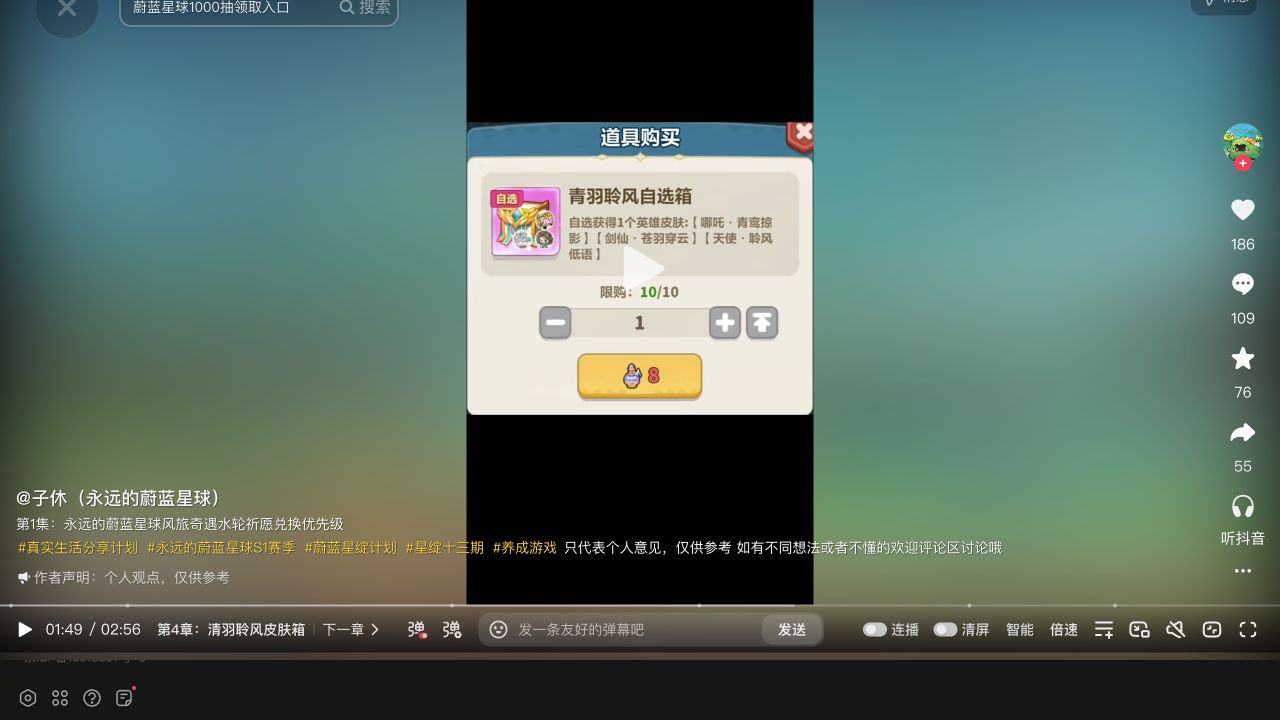 蔚蓝星球1000抽领取入口
搜索
道具购买
自选
青羽聆风自选箱
自选获得1个英雄皮肤:【哪吒·青鸾掠
影】【剑仙·苍羽穿云】【天使·聆风
低语】
限购: 10/10
1
8
186
109
76
55
听抖音
@子休（永远的蔚蓝星球）
第1集：永远的蔚蓝星球风旅奇遇水轮祈愿兑换优先级
#真实生活分享计划 #永远的蔚蓝星球S1赛季 #蔚蓝星绽计划 #星绽十三期 #养成游戏 只代表个人意见，仅供参考 如有不同想法或者不懂的欢迎评论区讨论哦
作者声明：个人观点，仅供参考
01:49 / 02:56 第4章：清羽聆风皮肤箱 下一章 弹 弹 发一条友好的弹幕吧 发送 连播 清屏 智能 倍速